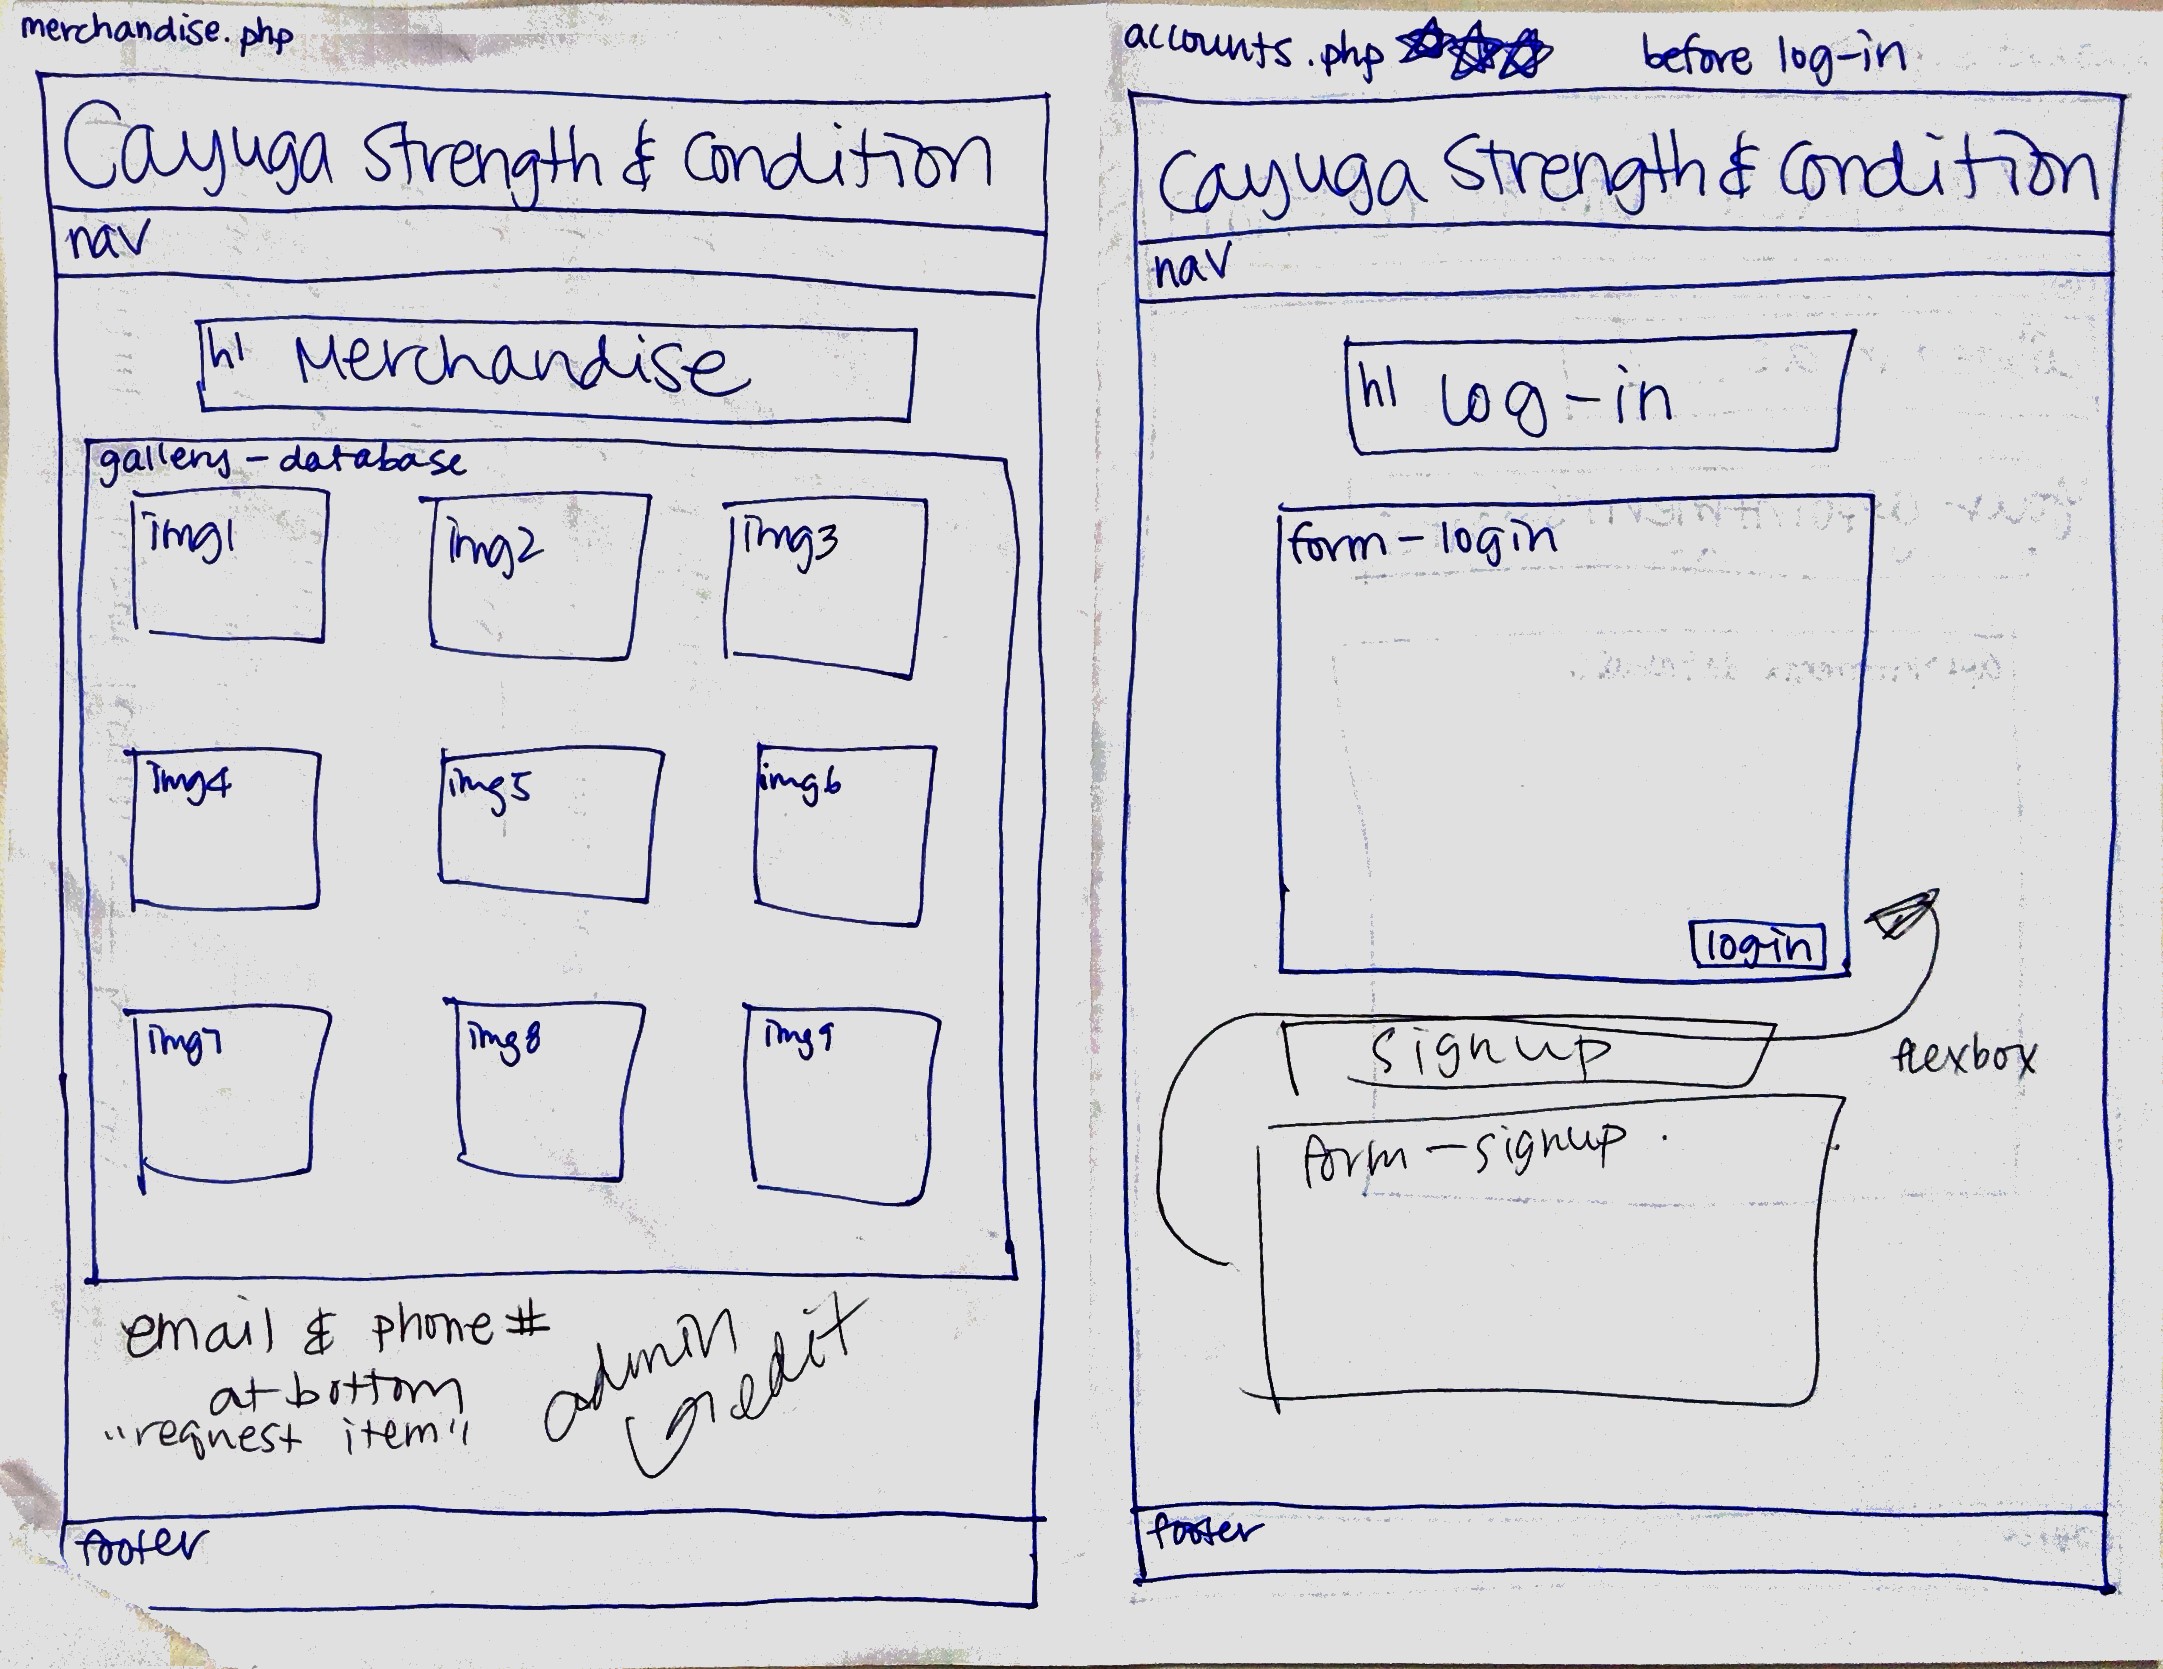 merchandise.php
Cayuga Strength & Condition
nav
h1 Merchandise
gallery - database
img1 img2 img3
img4 img5 img6
img7 img8 img9
email & phone #
at bottom
"request item"
admin
edit
footer
accounts.php before log-in
Cayuga Strength & Condition
nav
h1 Log-in
form - login
login
signup
flexbox
form - signup
footer